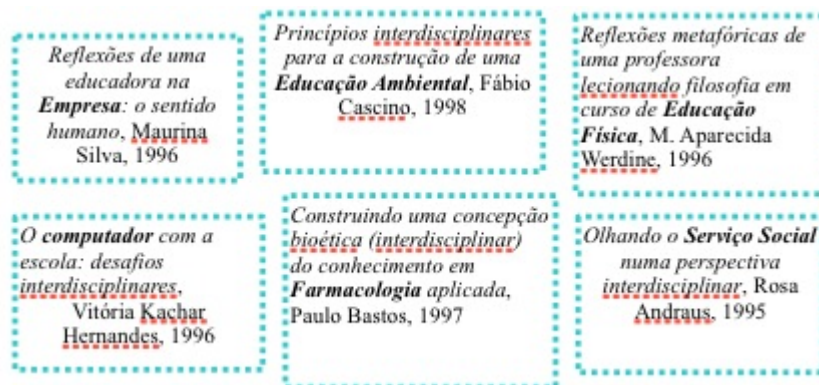 Reflexões de uma
educadora na
Empresa: o sentido
humano, Maurina
Silva, 1996
Princípios interdisciplinares
para a construção de uma
Educação Ambiental, Fábio
Cascino, 1998
Reflexões metafóricas de
uma professora
lecionando filosofia em
curso de Educação
Física, M. Aparecida
Werdine, 1996
O computador com a
escola: desafios
interdisciplinares,
Vitória Kachar
Hernandes, 1996
Construindo uma concepção
bioética (interdisciplinar)
do conhecimento em
Farmacologia aplicada,
Paulo Bastos, 1997
Olhando o Serviço Social
numa perspectiva
interdisciplinar, Rosa
Andraus, 1995